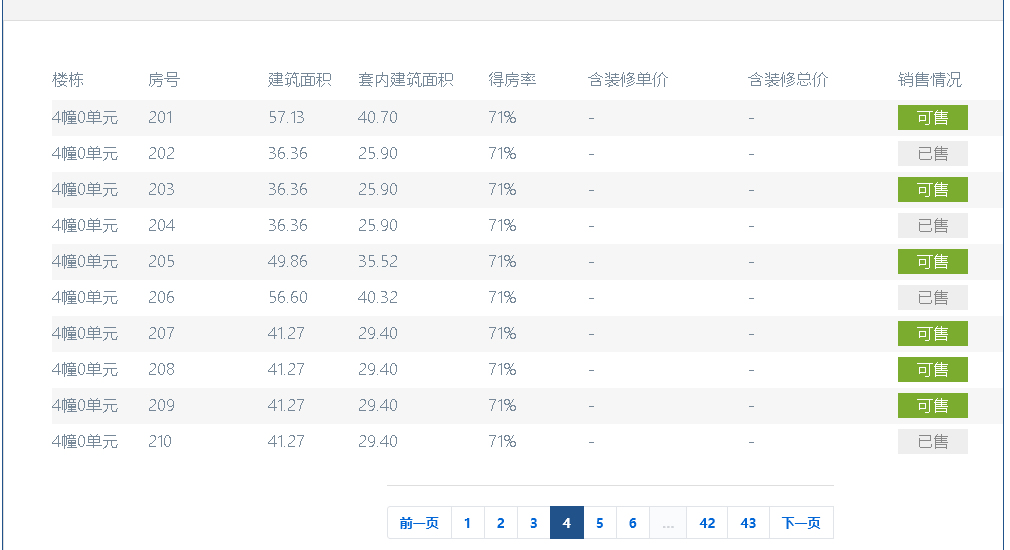 楼栋 房号 建筑面积 套内建筑面积 得房率 含装修单价 含装修总价 销售情况
4幢0单元 201 57.13 40.70 71% - - 可售
4幢0单元 202 36.36 25.90 71% - - 已售
4幢0单元 203 36.36 25.90 71% - - 可售
4幢0单元 204 36.36 25.90 71% - - 已售
4幢0单元 205 49.86 35.52 71% - - 可售
4幢0单元 206 56.60 40.32 71% - - 已售
4幢0单元 207 41.27 29.40 71% - - 可售
4幢0单元 208 41.27 29.40 71% - - 可售
4幢0单元 209 41.27 29.40 71% - - 可售
4幢0单元 210 41.27 29.40 71% - - 已售
前一页 1 2 3 4 5 6 ... 42 43 下一页